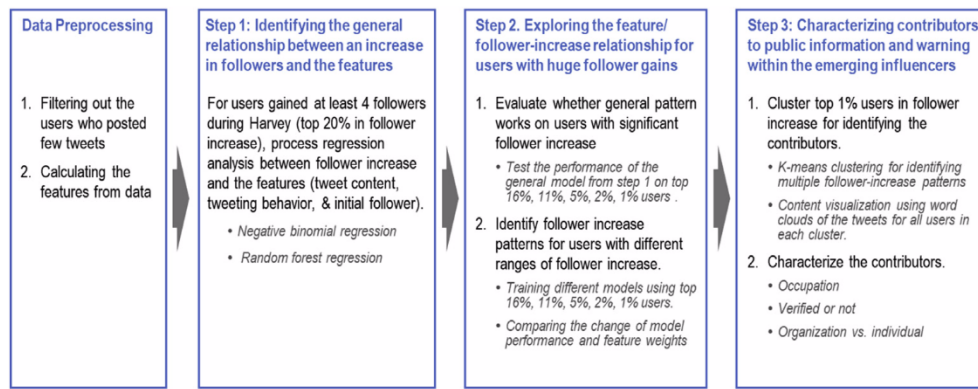 Data Preprocessing
1. Filtering out the
users who posted
few tweets
2. Calculating the
features from data
Step 1: Identifying the general
relationship between an increase
in followers and the features
For users gained at least 4 followers
during Harvey (top 20% in follower
increase), process regression
analysis between follower increase
and the features (tweet content,
tweeting behavior, & initial follower).
• Negative binomial regression
• Random forest regression
Step 2. Exploring the feature/
follower-increase relationship for
users with huge follower gains
1. Evaluate whether general pattern
works on users with significant
follower increase
• Test the performance of the
general model from step 1 on top
16%, 11%, 5%, 2%, 1% users .
2. Identify follower increase
patterns for users with different
ranges of follower increase.
• Training different models using top
16%, 11%, 5%, 2%, 1% users.
• Comparing the change of model
performance and feature weights
Step 3: Characterizing contributors
to public information and warning
within the emerging influencers
1. Cluster top 1% users in follower
increase for identifying the
contributors.
• K-means clustering for identifying
multiple follower-increase patterns
• Content visualization using word
clouds of the tweets for all users in
each cluster.
2. Characterize the contributors.
• Occupation
• Verified or not
• Organization vs. individual